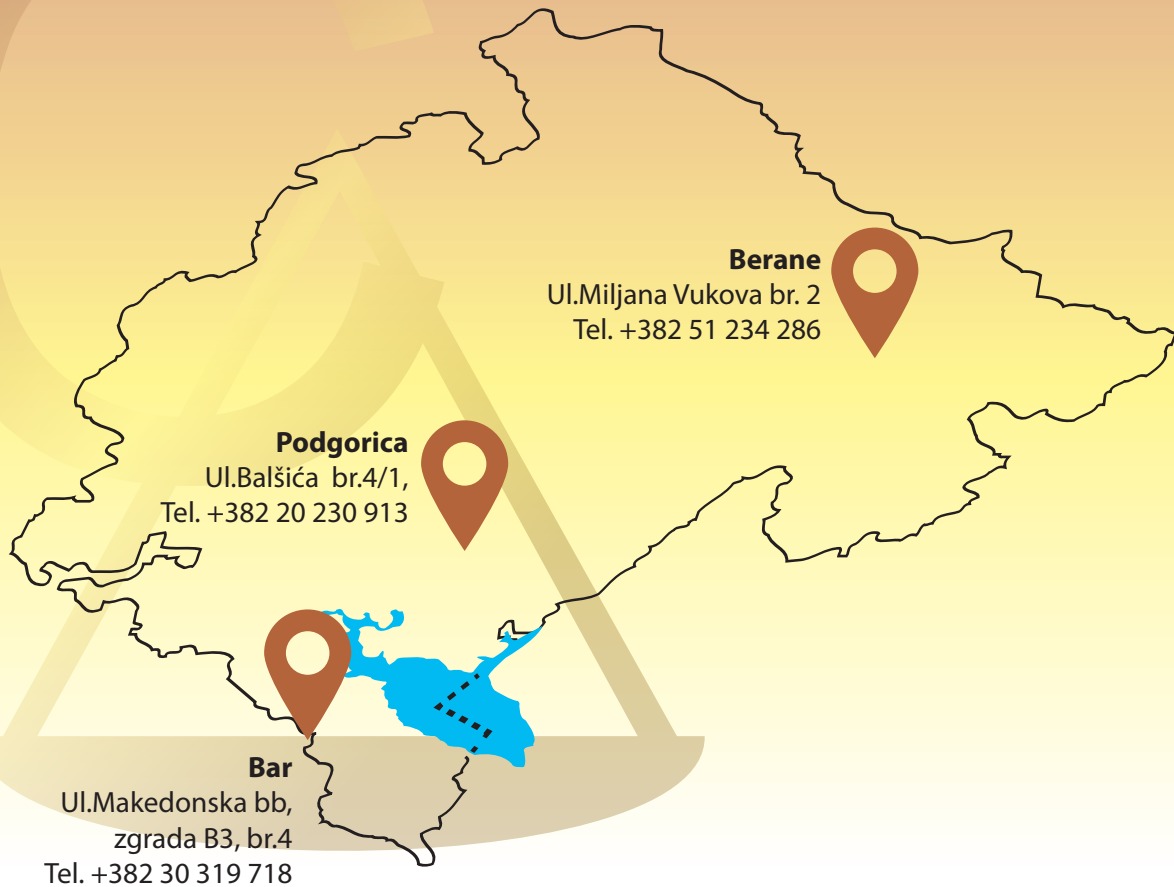 Berane
Ul.Miljana Vukova br. 2
Tel. +382 51 234 286
Podgorica
Ul.Balšića  br.4/1,
Tel. +382 20 230 913
Bar
Ul.Makedonska bb,
zgrada B3, br.4
Tel. +382 30 319 718